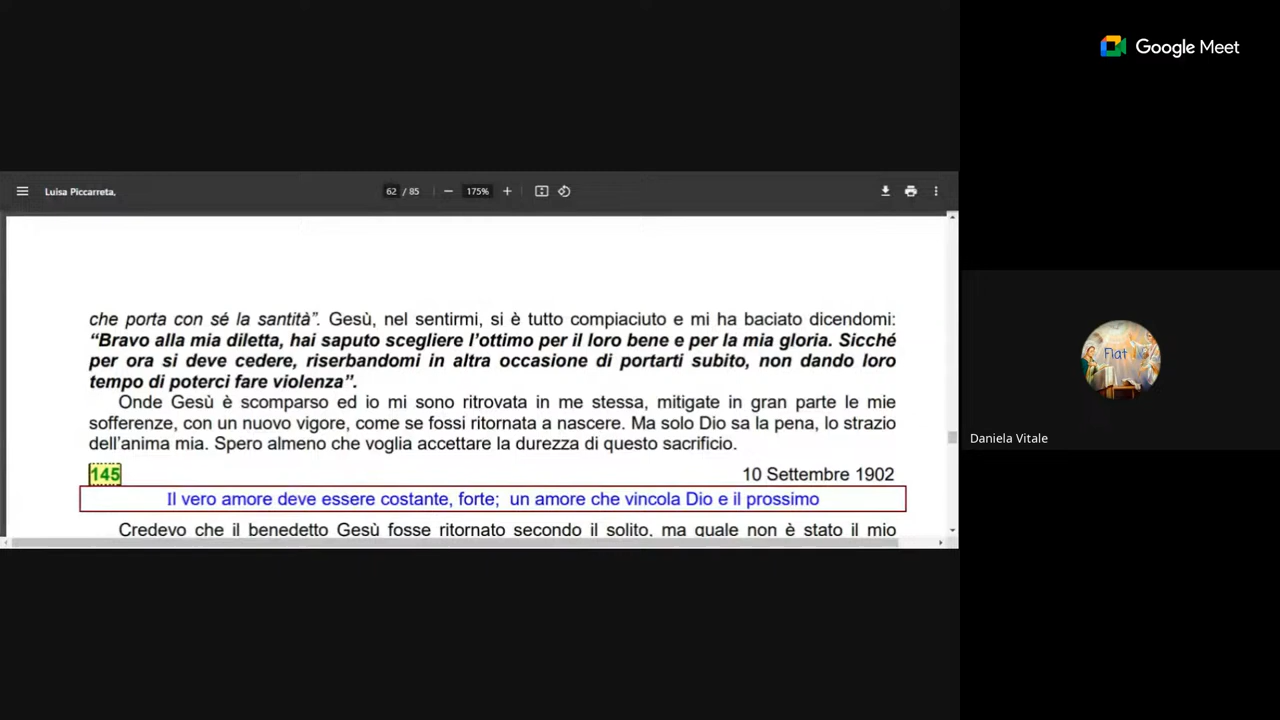 Google Meet
Luisa Piccarreta,
62 / 85
175%
che porta con sé la santità”. Gesù, nel sentirmi, si è tutto compiaciuto e mi ha baciato dicendomi:
“Bravo alla mia diletta, hai saputo scegliere l’ottimo per il loro bene e per la mia gloria. Sicché
per ora si deve cedere, riserbandomi in altra occasione di portarti subito, non dando loro
tempo di poterci fare violenza”.
Onde Gesù è scomparso ed io mi sono ritrovata in me stessa, mitigate in gran parte le mie
sofferenze, con un nuovo vigore, come se fossi ritornata a nascere. Ma solo Dio sa la pena, lo strazio
dell’anima mia. Spero almeno che voglia accettare la durezza di questo sacrificio.
145 10 Settembre 1902
Il vero amore deve essere costante, forte; un amore che vincola Dio e il prossimo
Credevo che il benedetto Gesù fosse ritornato secondo il solito, ma quale non è stato il mio
Fiat
Daniela Vitale